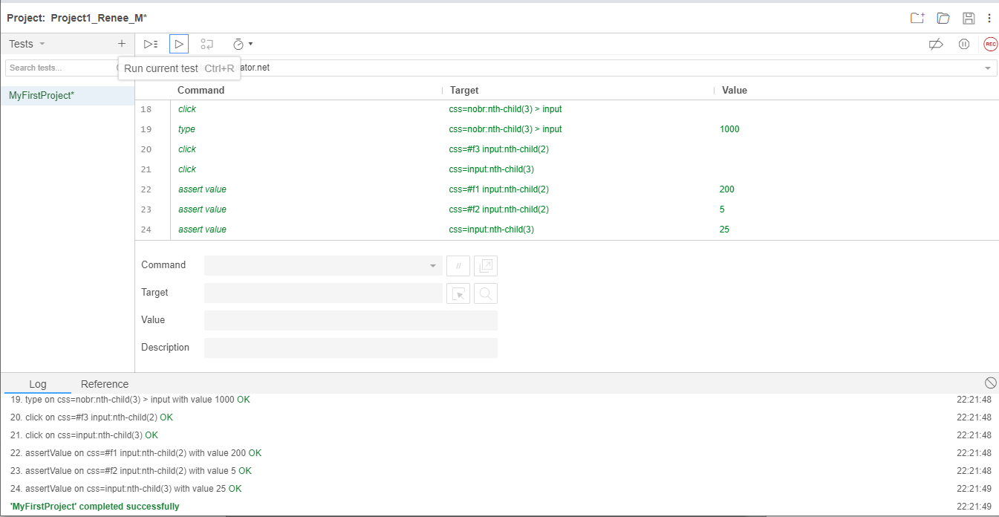 Project: Project1_Renee_M*
Tests
REC
Search tests...
Run current test Ctrl+R
ator.net
MyFirstProject*
Command Target Value
18 click css=nobr:nth-child(3) > input
19 type css=nobr:nth-child(3) > input 1000
20 click css=#f3 input:nth-child(2)
21 click css=input:nth-child(3)
22 assert value css=#f1 input:nth-child(2) 200
23 assert value css=#f2 input:nth-child(2) 5
24 assert value css=input:nth-child(3) 25
Command //
Target
Value
Description
Log Reference
19. type on css=nobr:nth-child(3) > input with value 1000 OK 22:21:48
20. click on css=#f3 input:nth-child(2) OK 22:21:48
21. click on css=input:nth-child(3) OK 22:21:48
22. assertValue on css=#f1 input:nth-child(2) with value 200 OK 22:21:48
23. assertValue on css=#f2 input:nth-child(2) with value 5 OK 22:21:48
24. assertValue on css=input:nth-child(3) with value 25 OK 22:21:49
'MyFirstProject' completed successfully 22:21:49